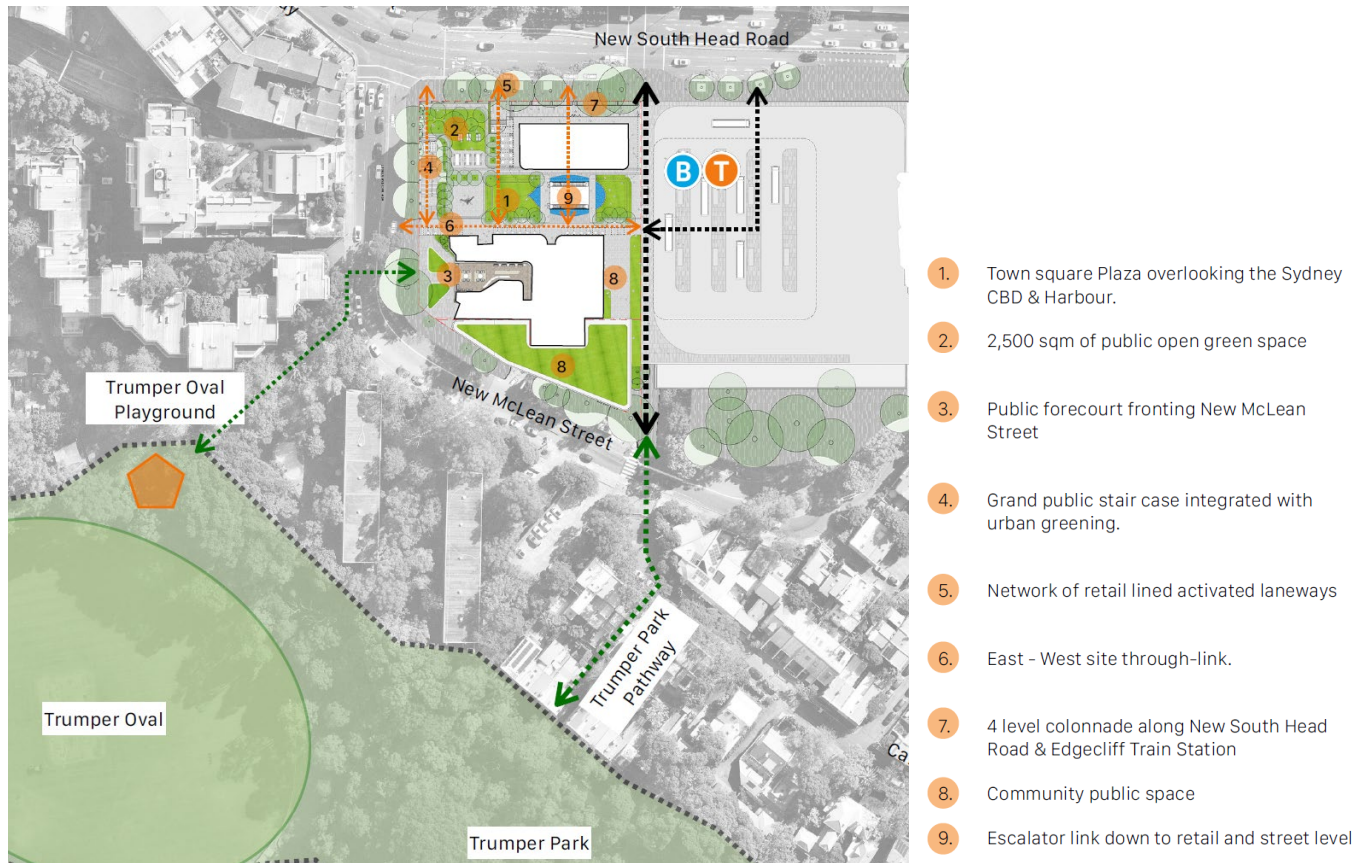 New South Head Road
5
7
2
4
B T
1
9
6
3
8
8
New McLean Street
Trumper Oval
Playground
Trumper Park
Pathway
Trumper Oval
Trumper Park
1. Town square Plaza overlooking the Sydney
CBD & Harbour.
2. 2,500 sqm of public open green space
3. Public forecourt fronting New McLean
Street
4. Grand public stair case integrated with
urban greening.
5. Network of retail lined activated laneways
6. East - West site through-link.
7. 4 level colonnade along New South Head
Road & Edgecliff Train Station
8. Community public space
9. Escalator link down to retail and street level